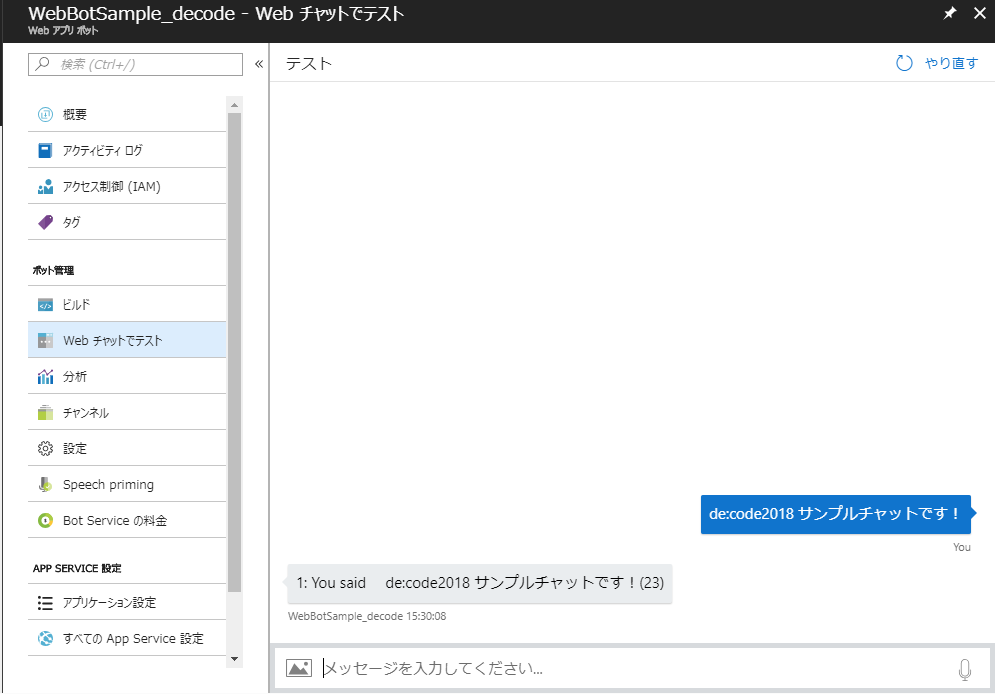 WebBotSample_decode - Web チャットでテスト
Web アプリ ボット
検索 (Ctrl+/)
«
概要
アクティビティ ログ
アクセス制御 (IAM)
タグ
ボット管理
ビルド
Web チャットでテスト
分析
チャンネル
設定
Speech priming
Bot Service の料金
APP SERVICE 設定
アプリケーション設定
すべての App Service 設定
テスト
やり直す
de:code2018 サンプルチャットです！
You
1: You said de:code2018 サンプルチャットです！(23)
WebBotSample_decode 15:30:08
メッセージを入力してください...